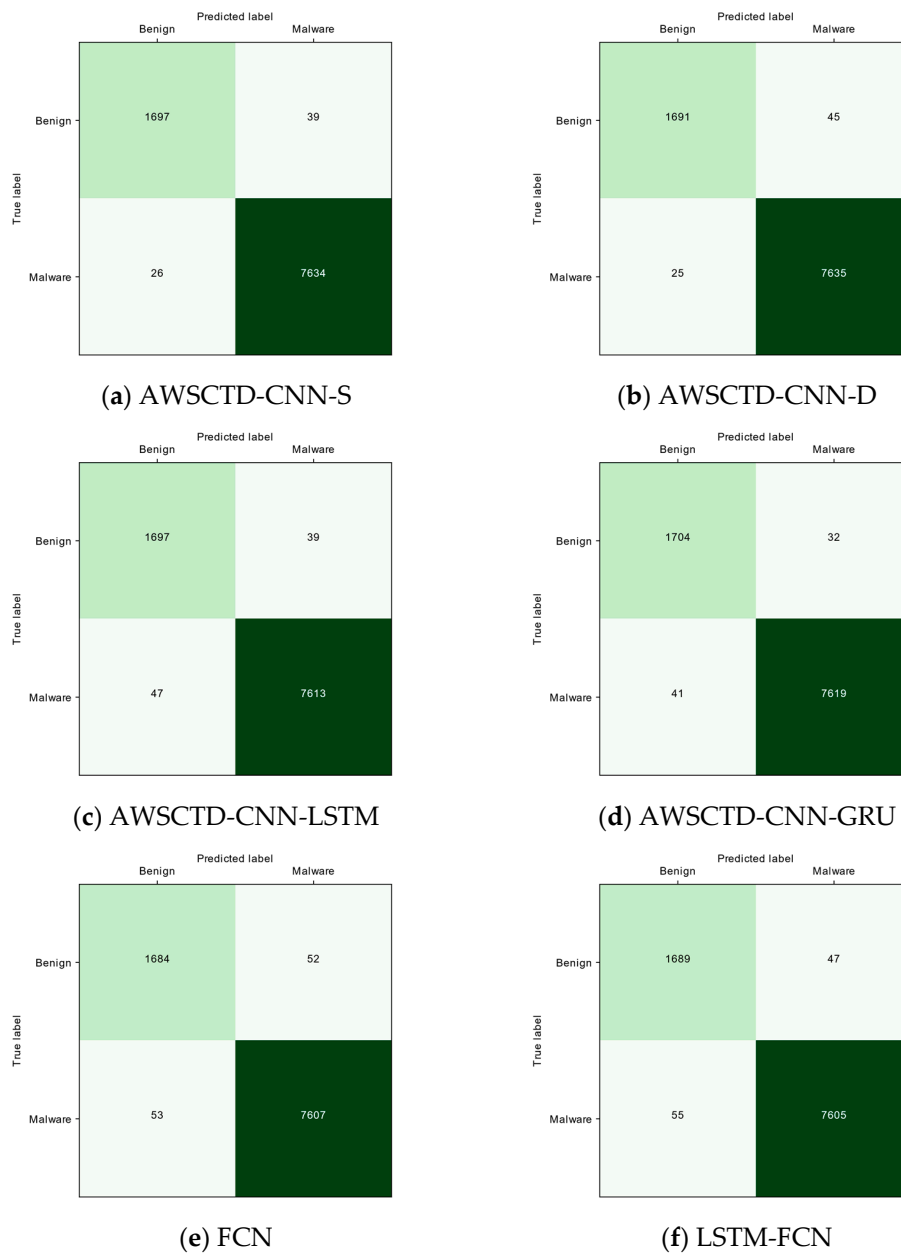 Predicted label
Benign Malware
Benign 1697 39
True label
Malware 26 7634
(a) AWSCTD-CNN-S
Predicted label
Benign Malware
Benign 1691 45
True label
Malware 25 7635
(b) AWSCTD-CNN-D
Predicted label
Benign Malware
Benign 1697 39
True label
Malware 47 7613
(c) AWSCTD-CNN-LSTM
Predicted label
Benign Malware
Benign 1704 32
True label
Malware 41 7619
(d) AWSCTD-CNN-GRU
Predicted label
Benign Malware
Benign 1684 52
True label
Malware 53 7607
(e) FCN
Predicted label
Benign Malware
Benign 1689 47
True label
Malware 55 7605
(f) LSTM-FCN